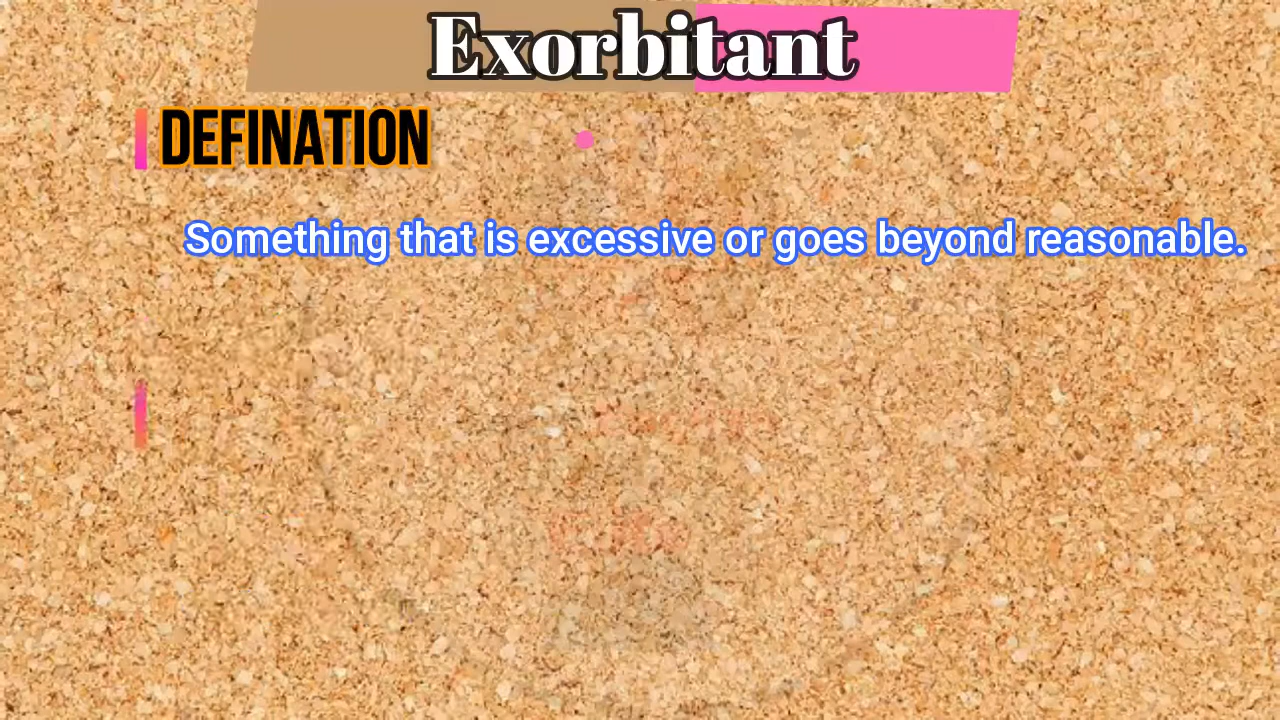 Exorbitant
DEFINATION
Something that is excessive or goes beyond reasonable.